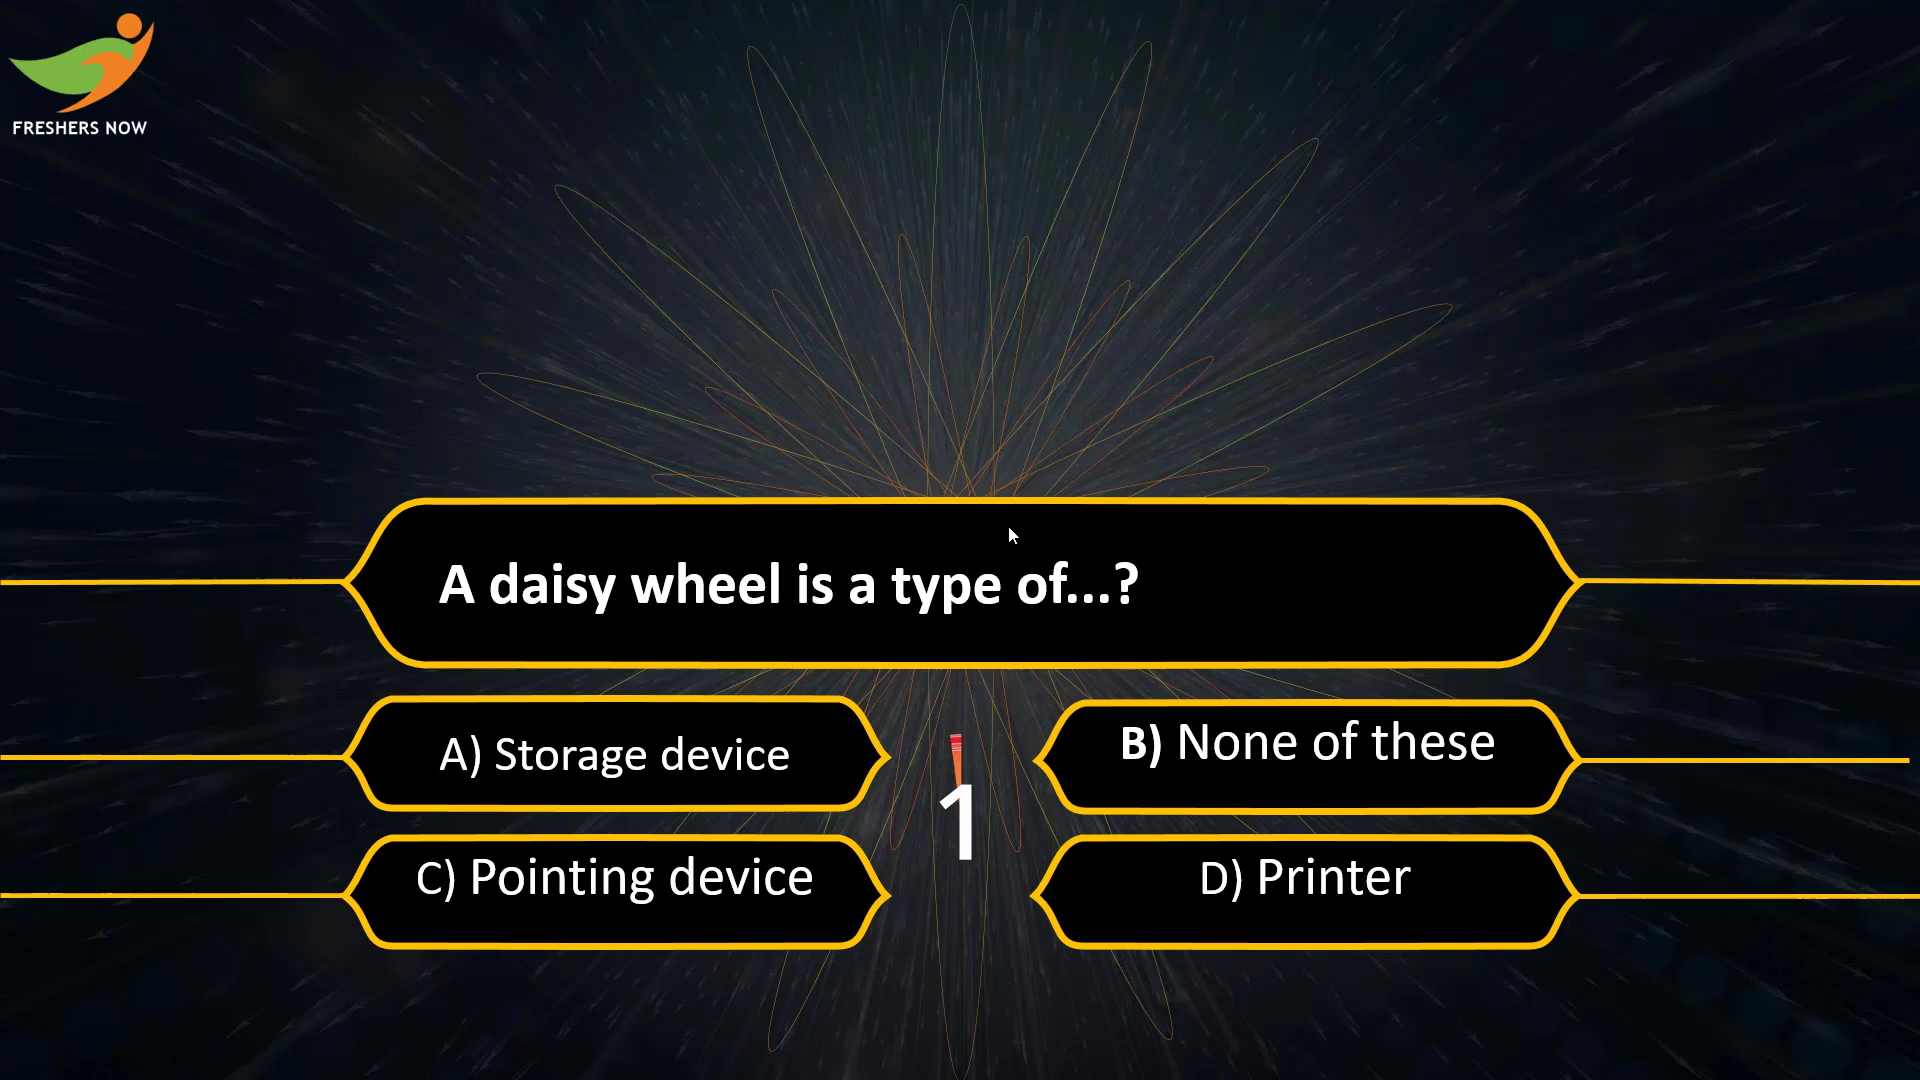 FRESHERS NOW
A daisy wheel is a type of...?
A) Storage device
B) None of these
1
C) Pointing device
D) Printer